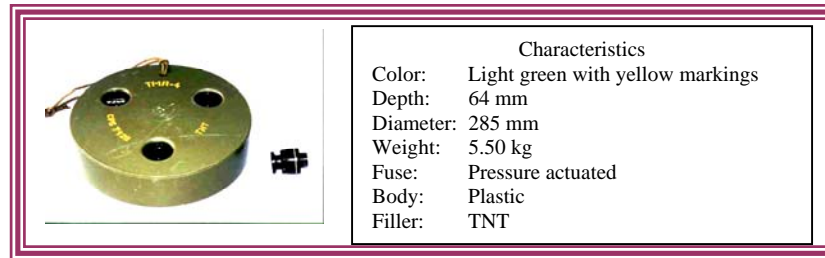 ТМА-4
ТНТ
Characteristics
Color: Light green with yellow markings
Depth: 64 mm
Diameter: 285 mm
Weight: 5.50 kg
Fuse: Pressure actuated
Body: Plastic
Filler: TNT